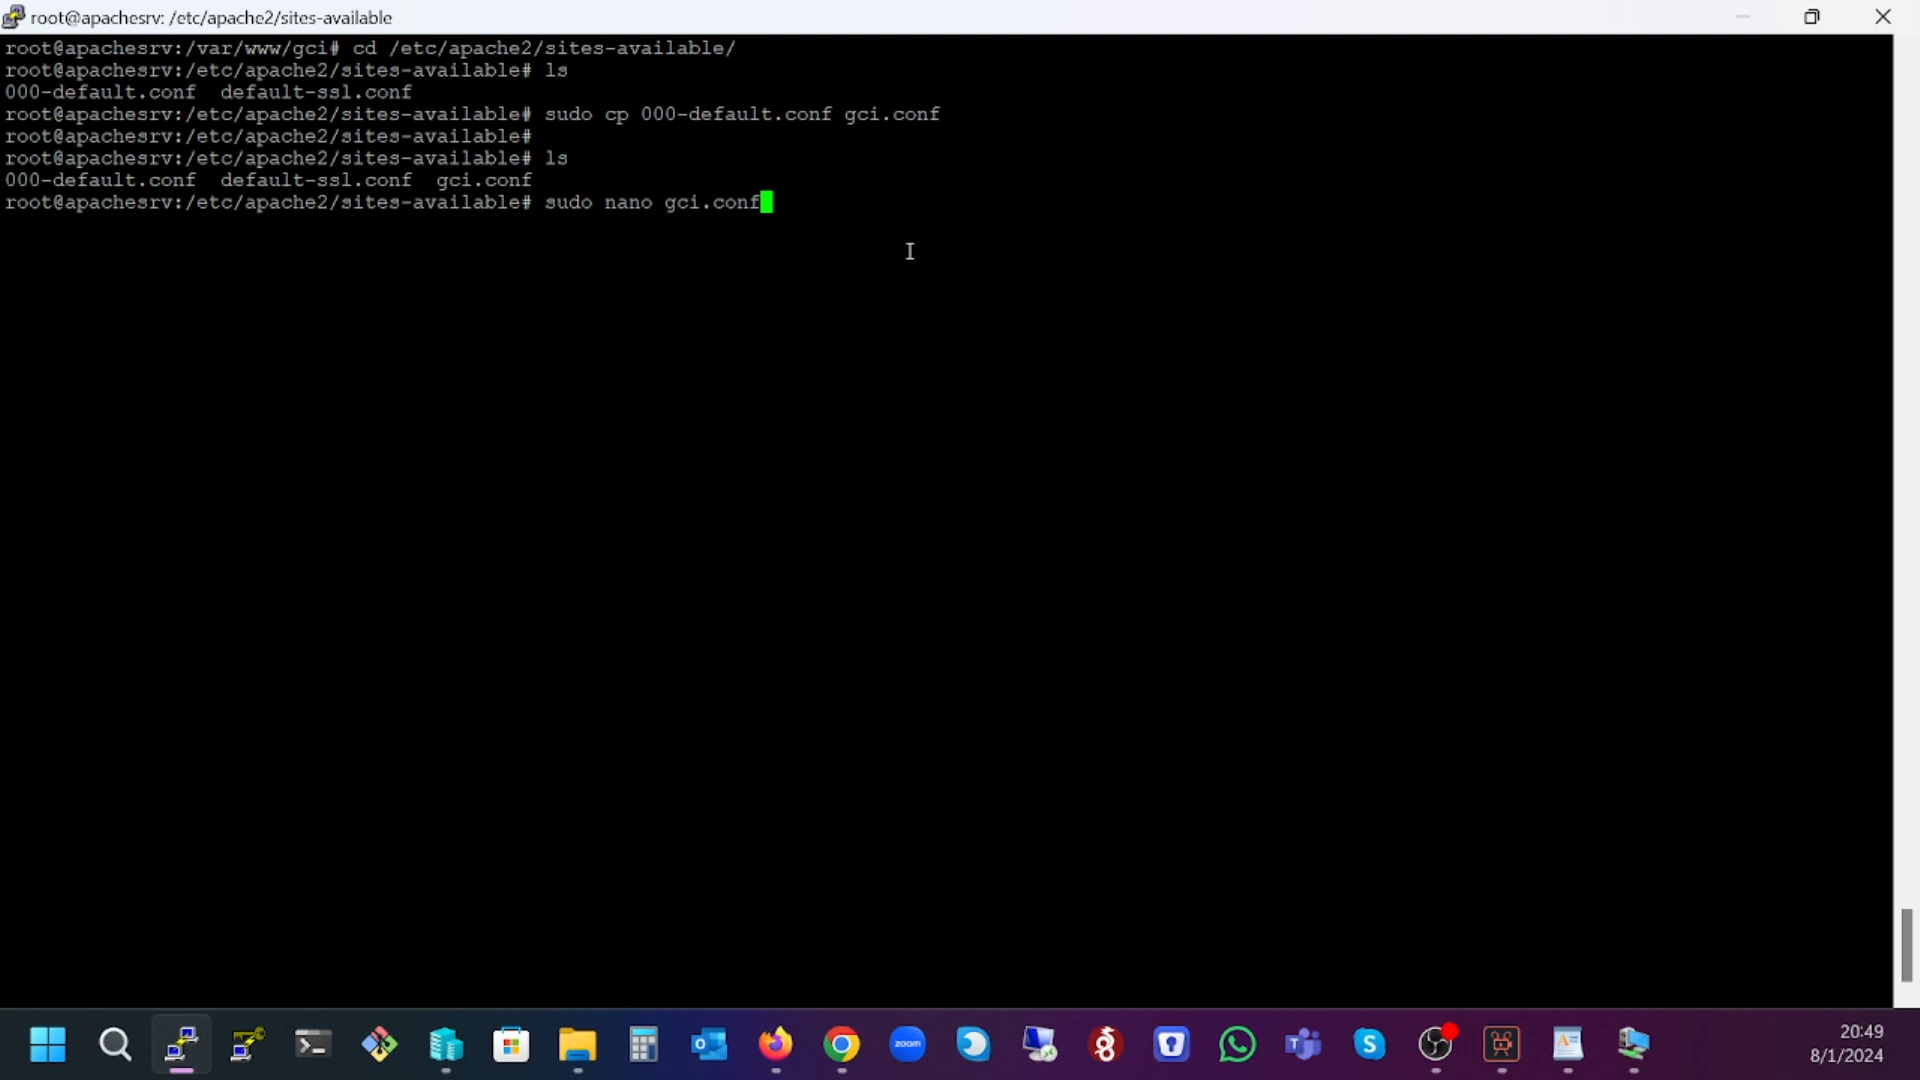 root@apachesrv: /etc/apache2/sites-available
root@apachesrv:/var/www/gci# cd /etc/apache2/sites-available/
root@apachesrv:/etc/apache2/sites-available# ls
000-default.conf  default-ssl.conf
root@apachesrv:/etc/apache2/sites-available# sudo cp 000-default.conf gci.conf
root@apachesrv:/etc/apache2/sites-available#
root@apachesrv:/etc/apache2/sites-available# ls
000-default.conf  default-ssl.conf  gci.conf
root@apachesrv:/etc/apache2/sites-available# sudo nano gci.conf
zoom
20:49
8/1/2024